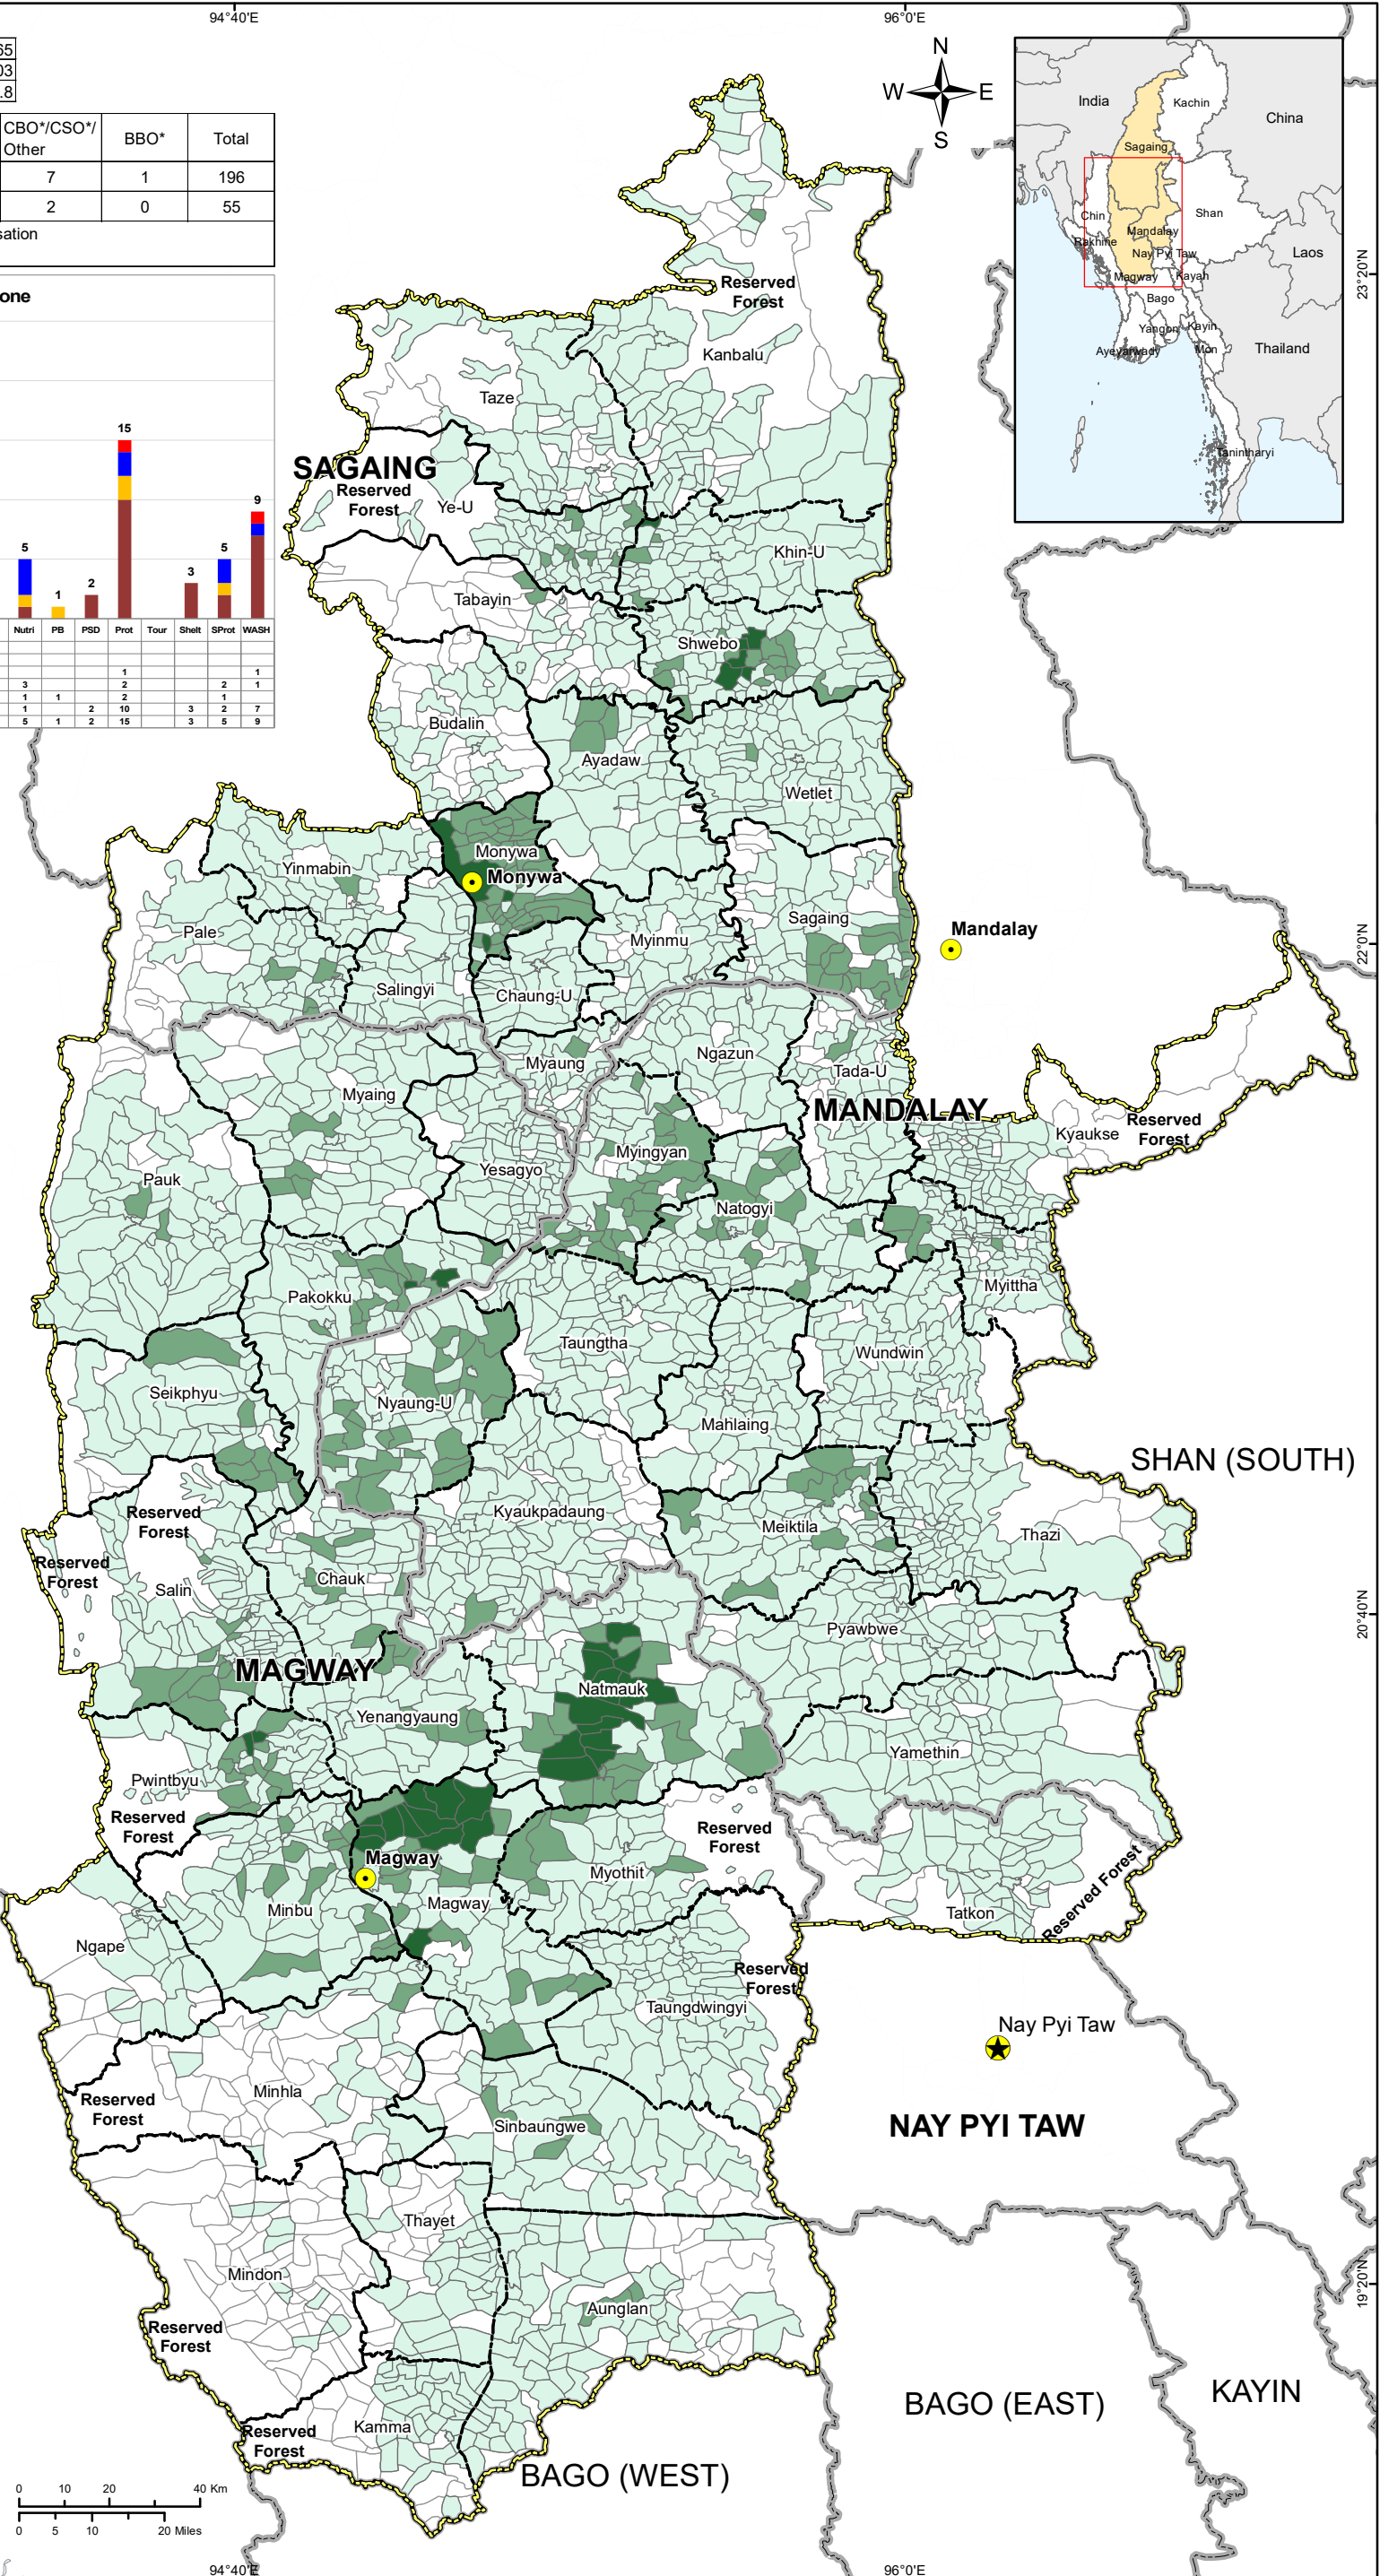 94°40'E
96°0'E
N
W
E
S
CBO*/CSO*/
Other
BBO*
Total
7
1
196
2
0
55
India
Kachin
China
Sagaing
Chin
Shan
Mandalay
Rakhine
Nay Pyi Taw
Laos
Magway
Kayah
Bago
Yangon
Kayin
Ayeyarwady
Mon
Thailand
Tanintharyi
23°20'N
15
9
5
1
2
3
5
Nutri PB PSD Prot Tour Shelt SProt WASH
1 1
3 2 2 1
1 1 2 1
1 2 10 3 2 7
5 1 2 15 3 5 9
Reserved
Forest
Kanbalu
Taze
SAGAING
Reserved
Forest
Ye-U
Khin-U
Tabayin
Shwebo
Budalin
Ayadaw
Wetlet
Monywa
Yinmabin
Monywa
Sagaing
Pale
Myinmu
Mandalay
22°0'N
Salingyi
Chaung-U
Myaung
Ngazun
Tada-U
Myaing
MANDALAY
Kyaukse
Reserved
Forest
Myingyan
Yesagyo
Pauk
Natogyi
Myittha
Pakokku
Taungtha
Wundwin
Seikphyu
Nyaung-U
Mahlaing
SHAN (SOUTH)
Reserved
Forest
Kyaukpadaung
Meiktila
Thazi
Reserved
Forest
Salin
Chauk
20°40'N
Pyawbwe
MAGWAY
Natmauk
Yenangyaung
Yamethin
Pwintbyu
Reserved
Forest
Reserved
Forest
Magway
Myothit
Magway
Minbu
Tatkon
Reserved Forest
Ngape
Reserved
Forest
Taungdwingyi
Nay Pyi Taw
Minhla
Reserved
Forest
Sinbaungwe
NAY PYI TAW
Thayet
Mindon
19°20'N
Aunglan
Reserved
Forest
BAGO (EAST)
KAYIN
Kamma
Reserved
Forest
BAGO (WEST)
0 10 20 40 Km
0 5 10 20 Miles
94°40'E
96°0'E